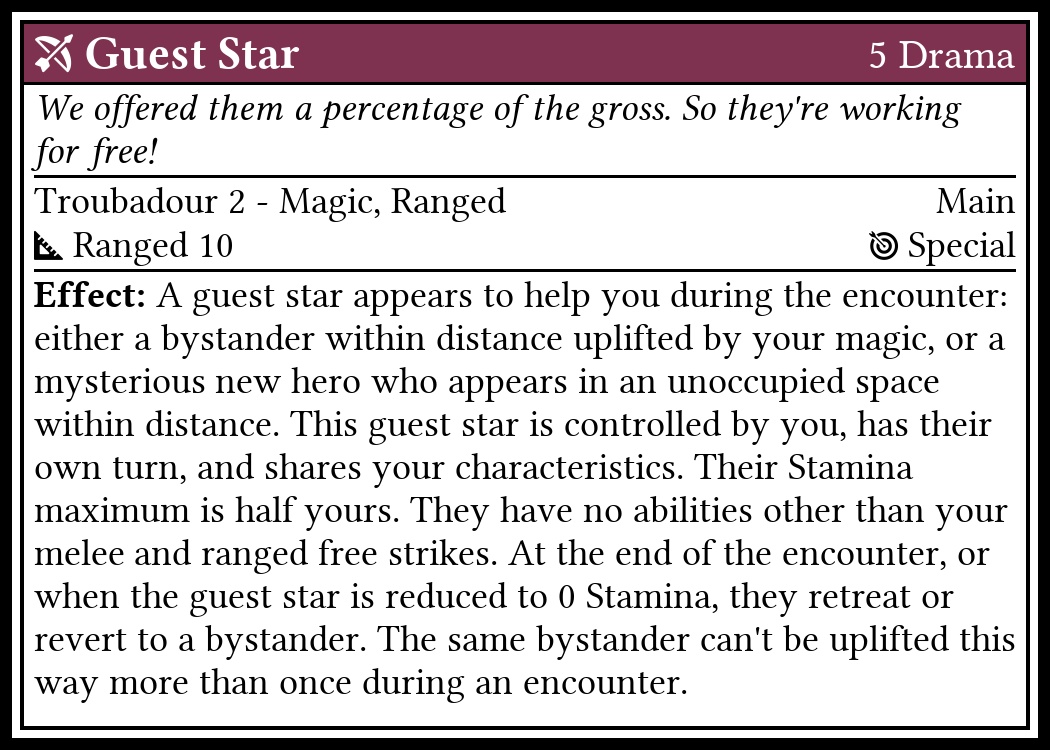 Guest Star 5 Drama
We offered them a percentage of the gross. So they're working
for free!
Troubadour 2 - Magic, Ranged Main
Ranged 10 Special
Effect: A guest star appears to help you during the encounter:
either a bystander within distance uplifted by your magic, or a
mysterious new hero who appears in an unoccupied space
within distance. This guest star is controlled by you, has their
own turn, and shares your characteristics. Their Stamina
maximum is half yours. They have no abilities other than your
melee and ranged free strikes. At the end of the encounter, or
when the guest star is reduced to 0 Stamina, they retreat or
revert to a bystander. The same bystander can't be uplifted this
way more than once during an encounter.